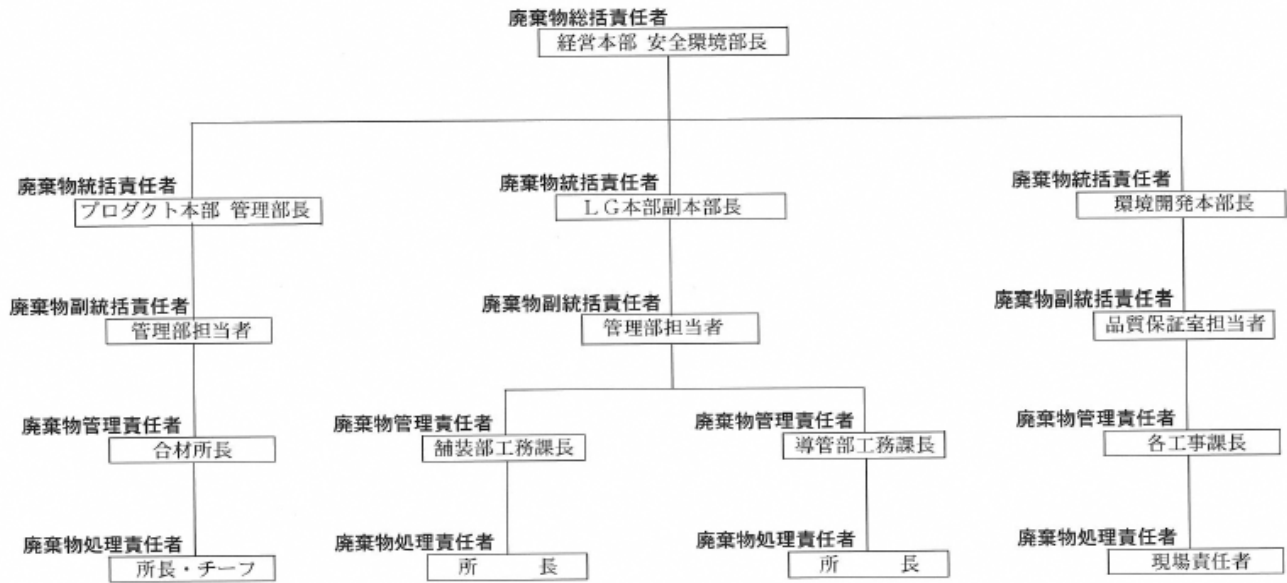 廃棄物総括責任者
経営本部 安全環境部長
廃棄物統括責任者
プロダクト本部 管理部長
廃棄物統括責任者
LG本部副本部長
廃棄物統括責任者
環境開発本部長
廃棄物副統括責任者
管理部担当者
廃棄物副統括責任者
管理部担当者
廃棄物副統括責任者
品質保証室担当者
廃棄物管理責任者
合材所長
廃棄物管理責任者
舗装部工務課長
廃棄物管理責任者
導管部工務課長
廃棄物管理責任者
各工事課長
廃棄物処理責任者
所長・チーフ
廃棄物処理責任者
所 長
廃棄物処理責任者
所 長
廃棄物処理責任者
現場責任者